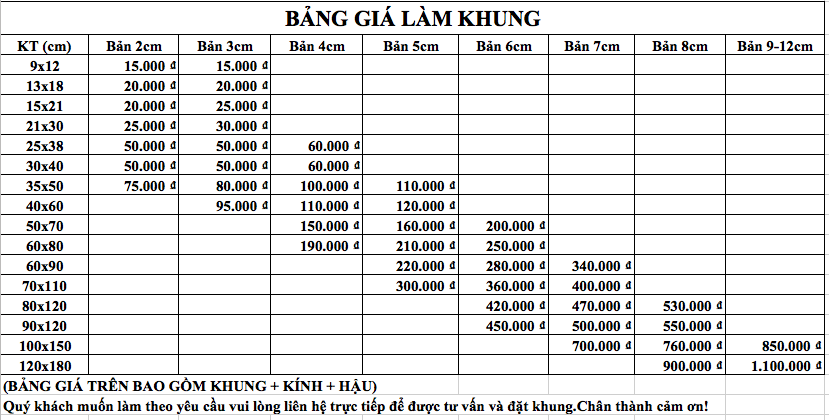 BẢNG GIÁ LÀM KHUNG
KT (cm) Bản 2cm Bản 3cm Bản 4cm Bản 5cm Bản 6cm Bản 7cm Bản 8cm Bản 9-12cm
9x12 15.000 đ 15.000 đ
13x18 20.000 đ 20.000 đ
15x21 20.000 đ 25.000 đ
21x30 25.000 đ 30.000 đ
25x38 50.000 đ 50.000 đ 60.000 đ
30x40 50.000 đ 50.000 đ 60.000 đ
35x50 75.000 đ 80.000 đ 100.000 đ 110.000 đ
40x60 95.000 đ 110.000 đ 120.000 đ
50x70 150.000 đ 160.000 đ 200.000 đ
60x80 190.000 đ 210.000 đ 250.000 đ
60x90 220.000 đ 280.000 đ 340.000 đ
70x110 300.000 đ 360.000 đ 400.000 đ
80x120 420.000 đ 470.000 đ 530.000 đ
90x120 450.000 đ 500.000 đ 550.000 đ
100x150 700.000 đ 760.000 đ 850.000 đ
120x180 900.000 đ 1.100.000 đ
(BẢNG GIÁ TRÊN BAO GỒM KHUNG + KÍNH + HẬU)
Quý khách muốn làm theo yêu cầu vui lòng liên hệ trực tiếp để được tư vấn và đặt khung.Chân thành cảm ơn!